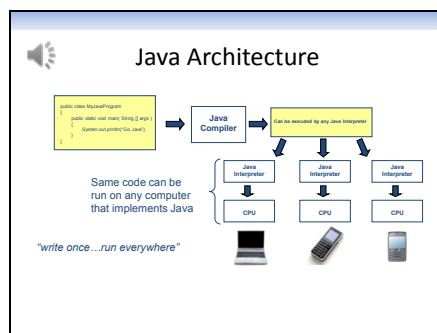 Java Architecture
public class MyJavaProgram
{
public static void main( String [] args )
{
System.out.println("Go Java");
}
}
Java
Compiler
Can be executed by any Java Interpreter
Java
Interpreter
Java
Interpreter
Java
Interpreter
Same code can be
run on any computer
that implements Java
CPU
CPU
CPU
"write once…run everywhere"